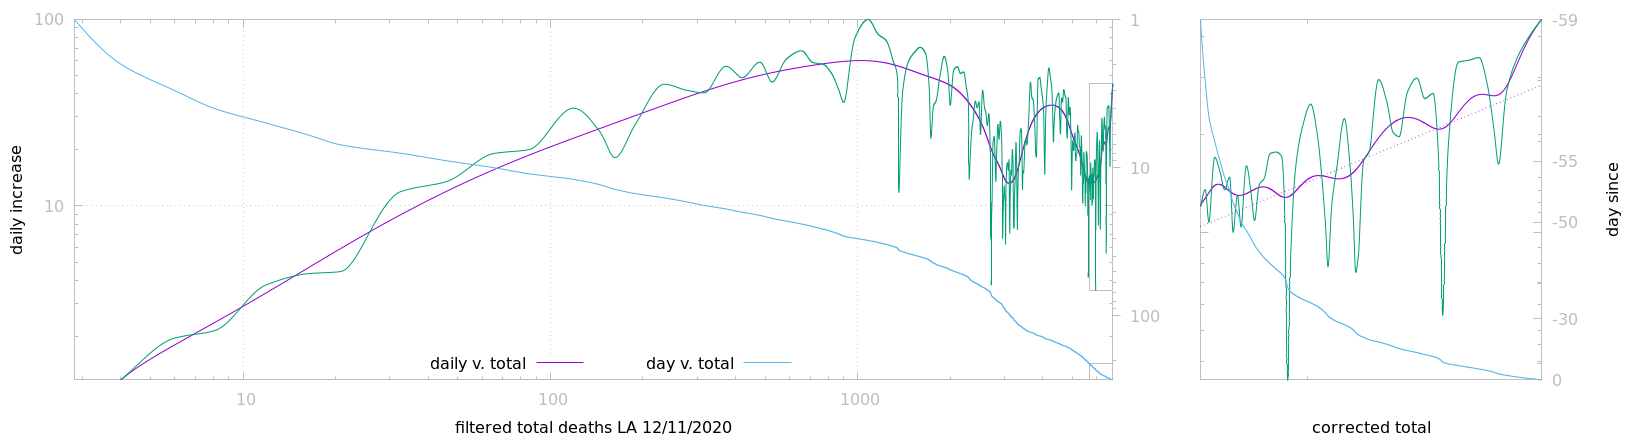 100
10
daily increase
daily v. total
day v. total
10
100
1000
filtered total deaths LA 12/11/2020
1
10
100
-59
-55
-50
-30
0
day since
corrected total